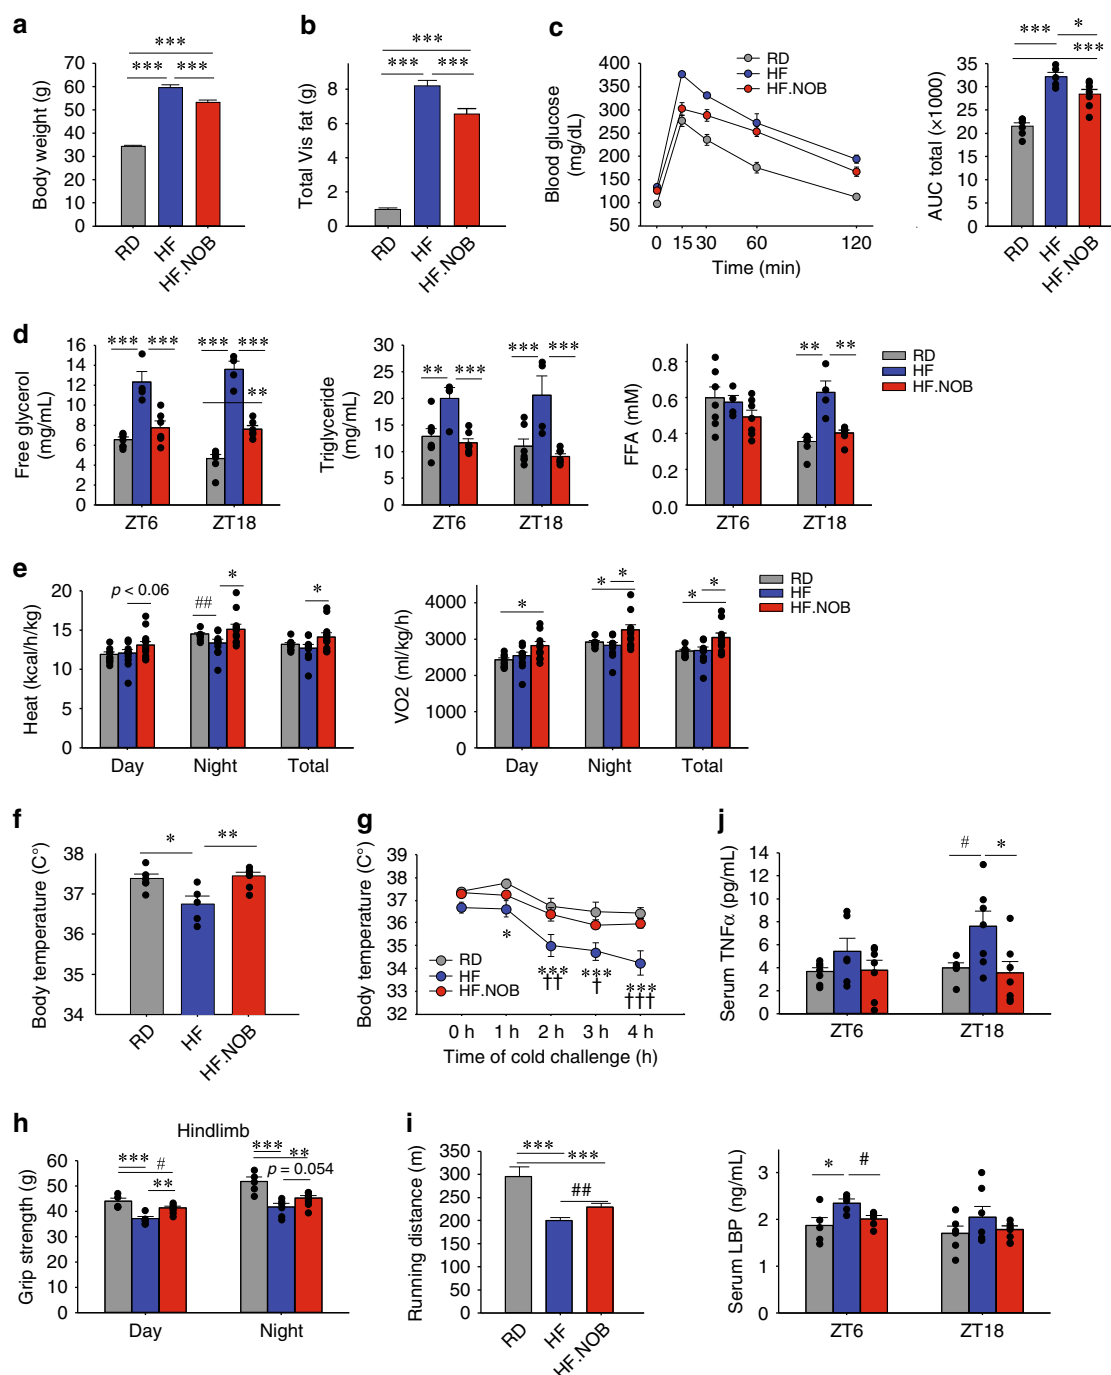 a
***
***
***
Body weight (g)
70
60
50
40
30
20
10
0
RD
HF
HF.NOB
b
***
***
***
Total Vis fat (g)
8
6
4
2
0
RD
HF
HF.NOB
c
RD
HF
HF.NOB
Blood glucose
(mg/dL)
400
350
300
250
200
150
100
50
0
15
30
60
120
Time (min)
***
*
***
AUC total (×1000)
35
30
25
20
15
10
5
0
RD
HF
HF.NOB
d
***
***
***
***
**
Free glycerol
(mg/mL)
16
14
12
10
8
6
4
2
0
ZT6
ZT18
**
***
***
***
Triglyceride
(mg/mL)
30
25
20
15
10
5
0
ZT6
ZT18
**
**
FFA (mM)
0.8
0.6
0.4
0.2
0.0
ZT6
ZT18
RD
HF
HF.NOB
e
p < 0.06
##
*
*
Heat (kcal/h/kg)
20
15
10
5
0
Day
Night
Total
*
*
*
*
*
VO2 (ml/kg/h)
4000
3000
2000
1000
0
Day
Night
Total
RD
HF
HF.NOB
f
*
**
Body temperature (C°)
38
37
36
35
34
RD
HF
HF.NOB
g
Body temperature (C°)
39
38
37
36
35
34
33
32
RD
HF
HF.NOB
*
***
††
***
†
***
†††
0 h
1 h
2 h
3 h
4 h
Time of cold challenge (h)
j
#
*
Serum TNFα (pg/mL)
14
12
10
8
6
4
2
0
ZT6
ZT18
h
Hindlimb
***
#
**
***
**
p = 0.054
Grip strength (g)
60
50
40
30
20
10
0
Day
Night
i
***
***
##
Running distance (m)
350
300
250
200
150
100
50
0
RD
HF
HF.NOB
*
#
Serum LBP (ng/mL)
3
2
1
0
ZT6
ZT18